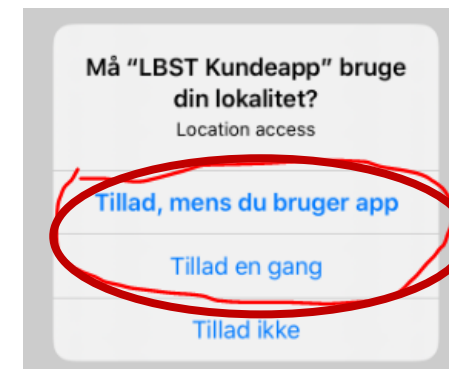 Må “LBST Kundeapp” bruge
din lokalitet?
Location access
Tillad, mens du bruger app
Tillad en gang
Tillad ikke